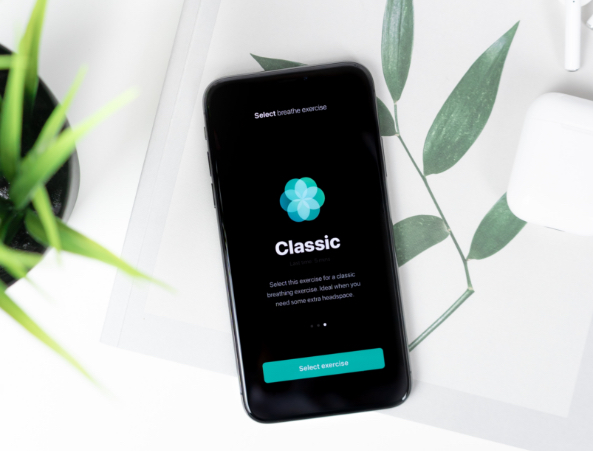 Select breathe exercise
Classic
Select this exercise for a classic
breathing exercise. Ideal when you
need some extra headspace.
Select exercise